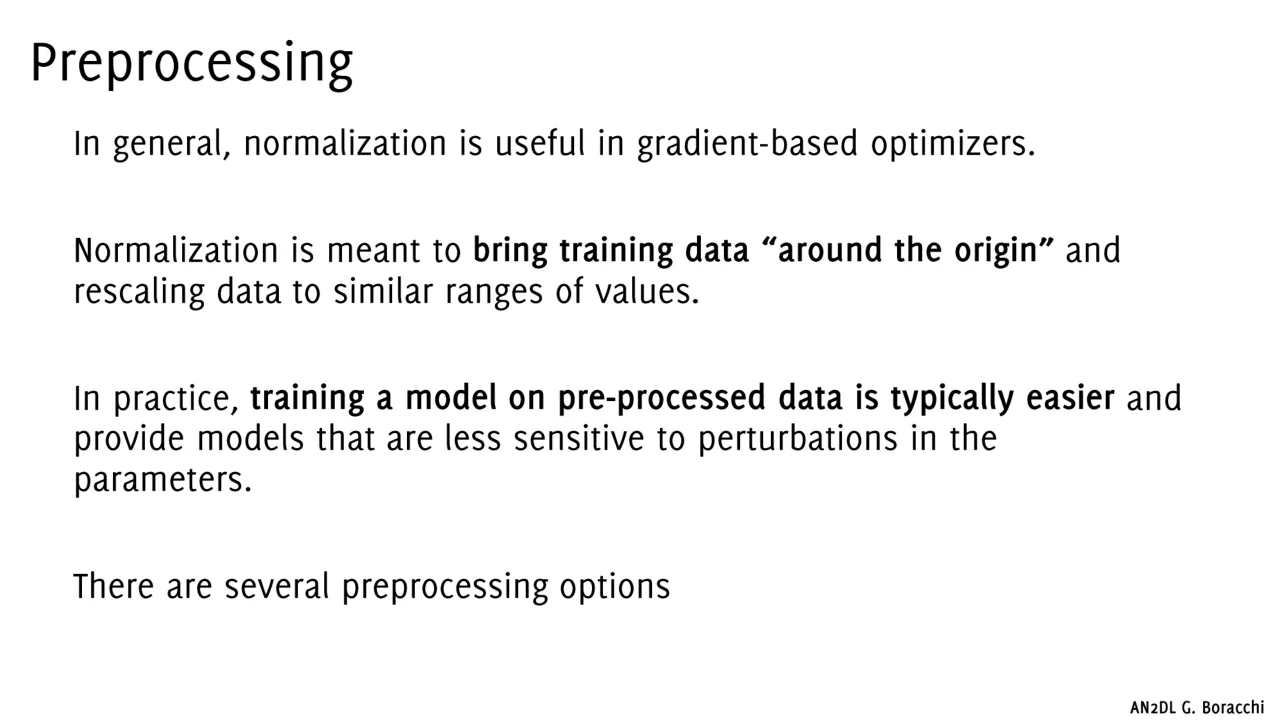 Preprocessing
In general, normalization is useful in gradient-based optimizers.
Normalization is meant to bring training data “around the origin” and
rescaling data to similar ranges of values.
In practice, training a model on pre-processed data is typically easier and
provide models that are less sensitive to perturbations in the
parameters.
There are several preprocessing options
AN2DL G. Boracchi